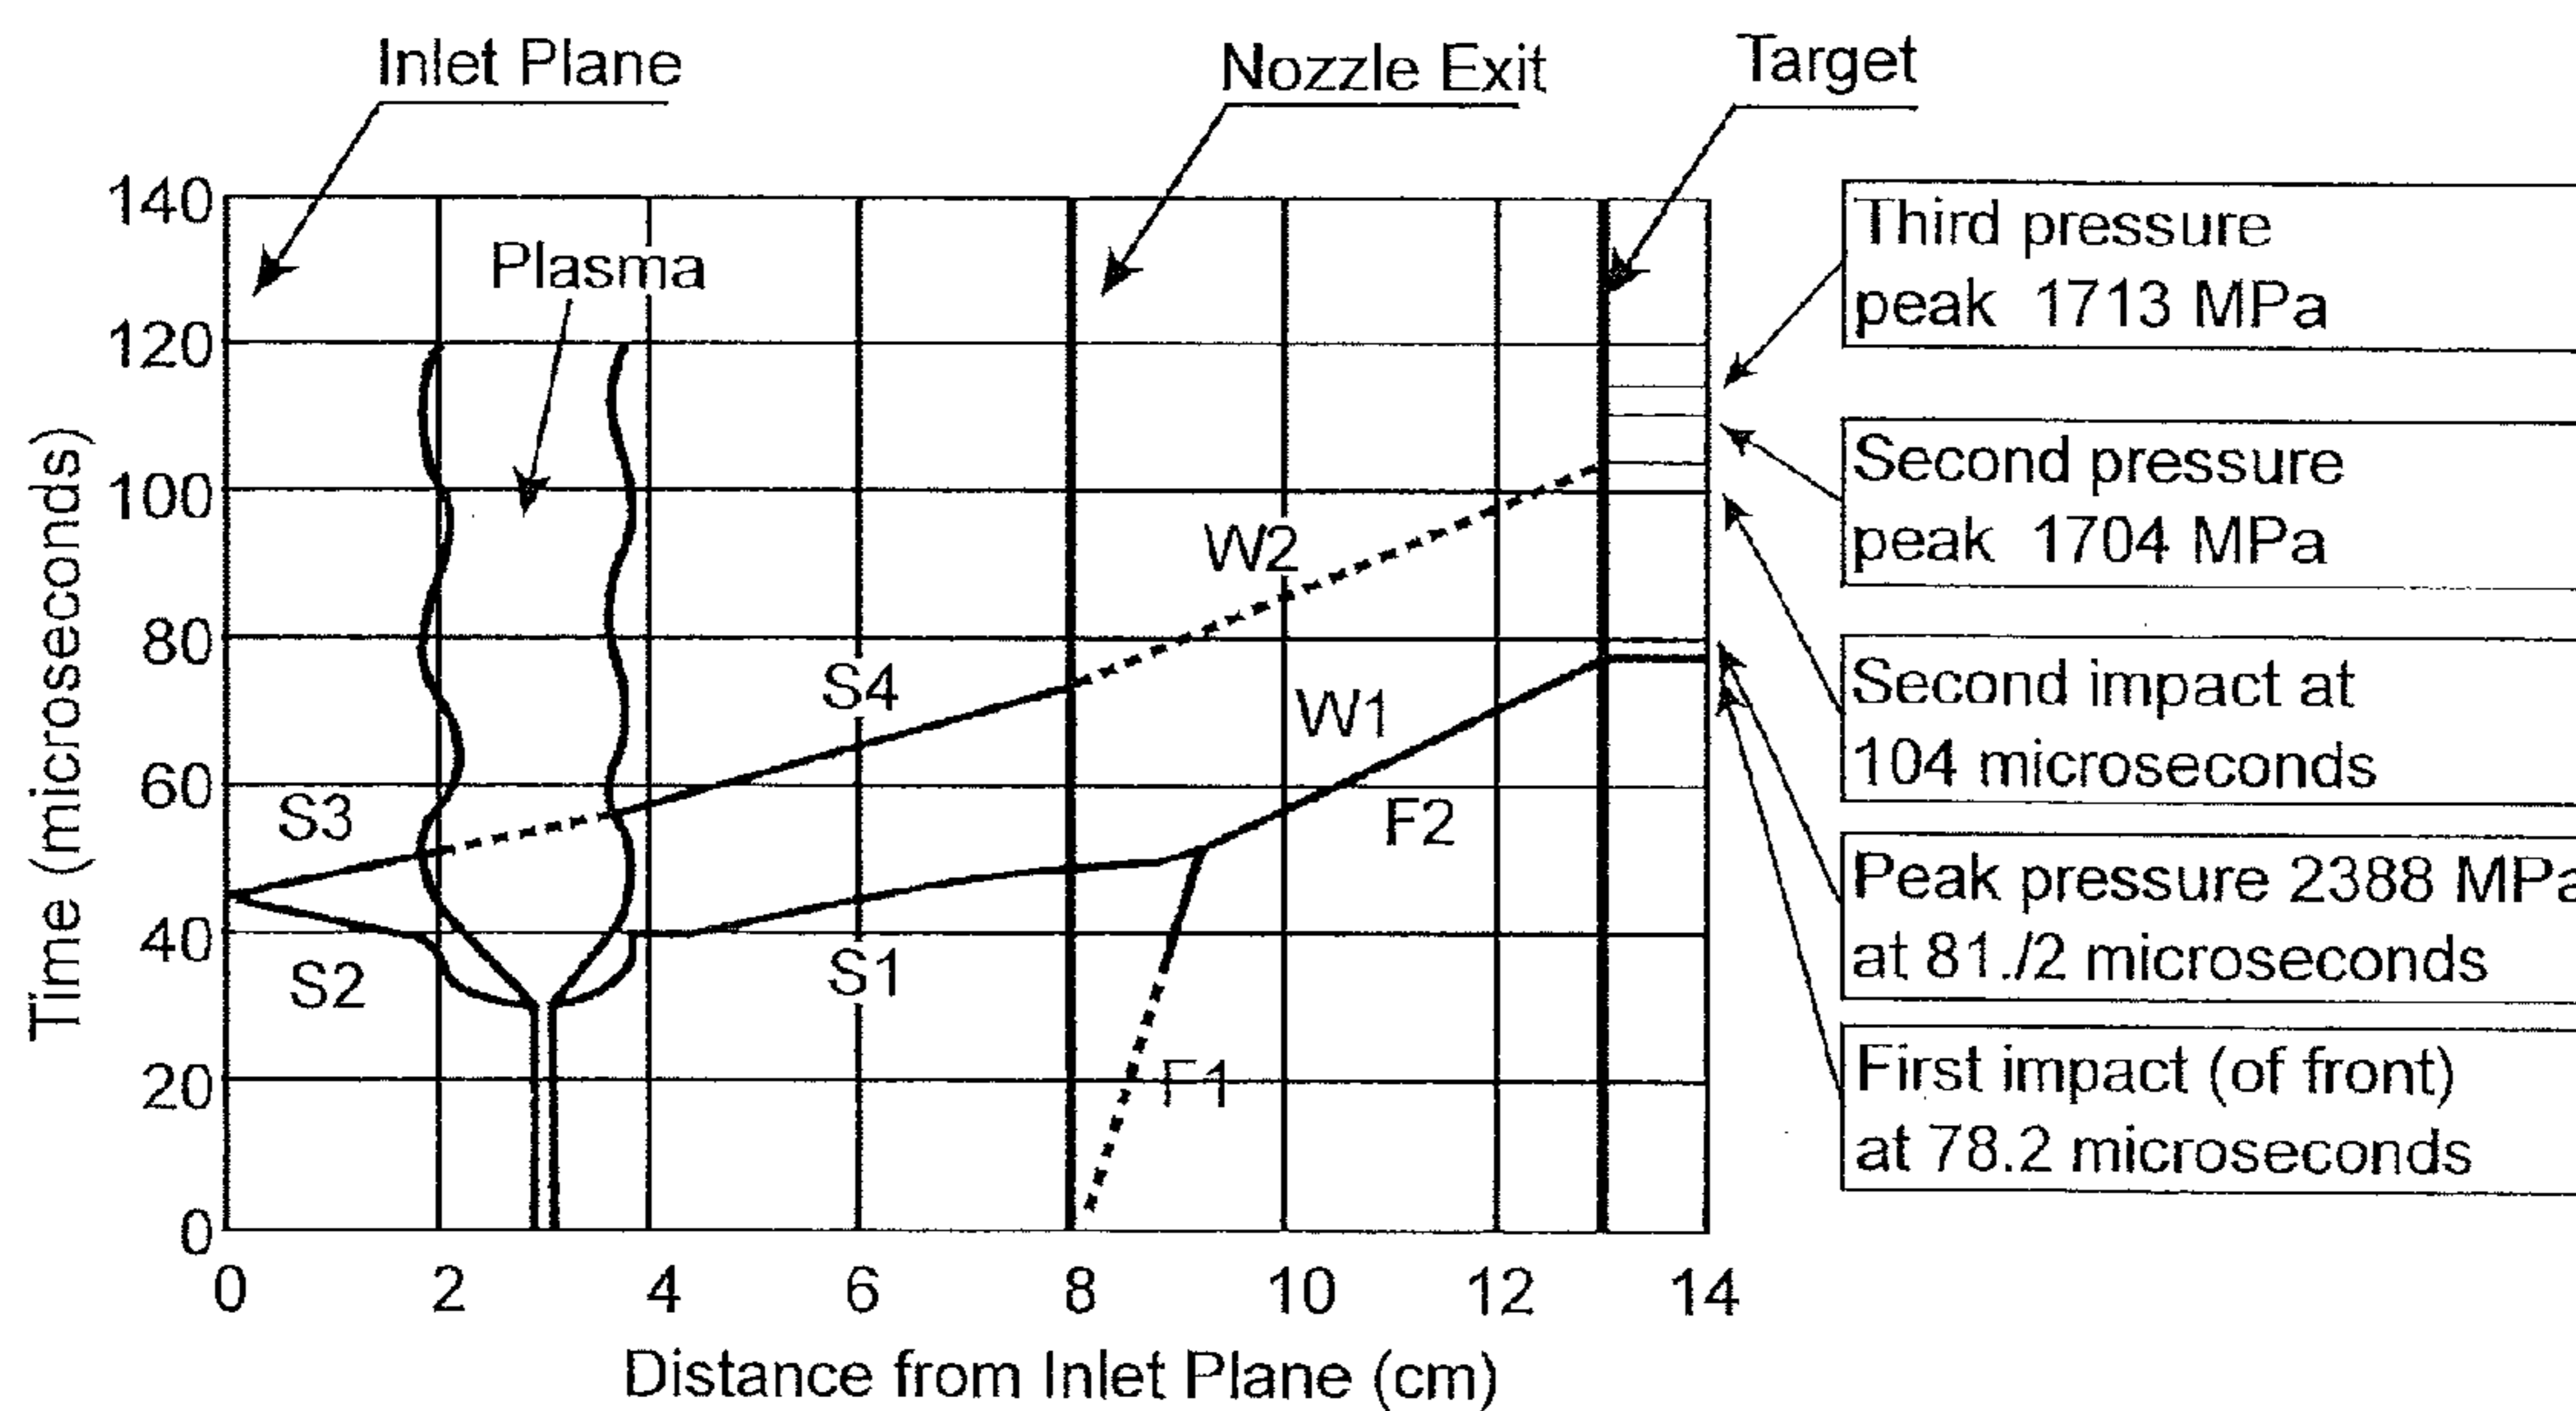 Inlet Plane
Nozzle Exit
Target
Plasma
Time (microseconds)
140
120
100
80
60
40
20
0
S3
S2
S4
S1
W2
W1
F2
F1
0 2 4 6 8 10 12 14
Distance from Inlet Plane (cm)
Third pressure
peak 1713 MPa
Second pressure
peak 1704 MPa
Second impact at
104 microseconds
Peak pressure 2388 MPa
at 81./2 microseconds
First impact (of front)
at 78.2 microseconds